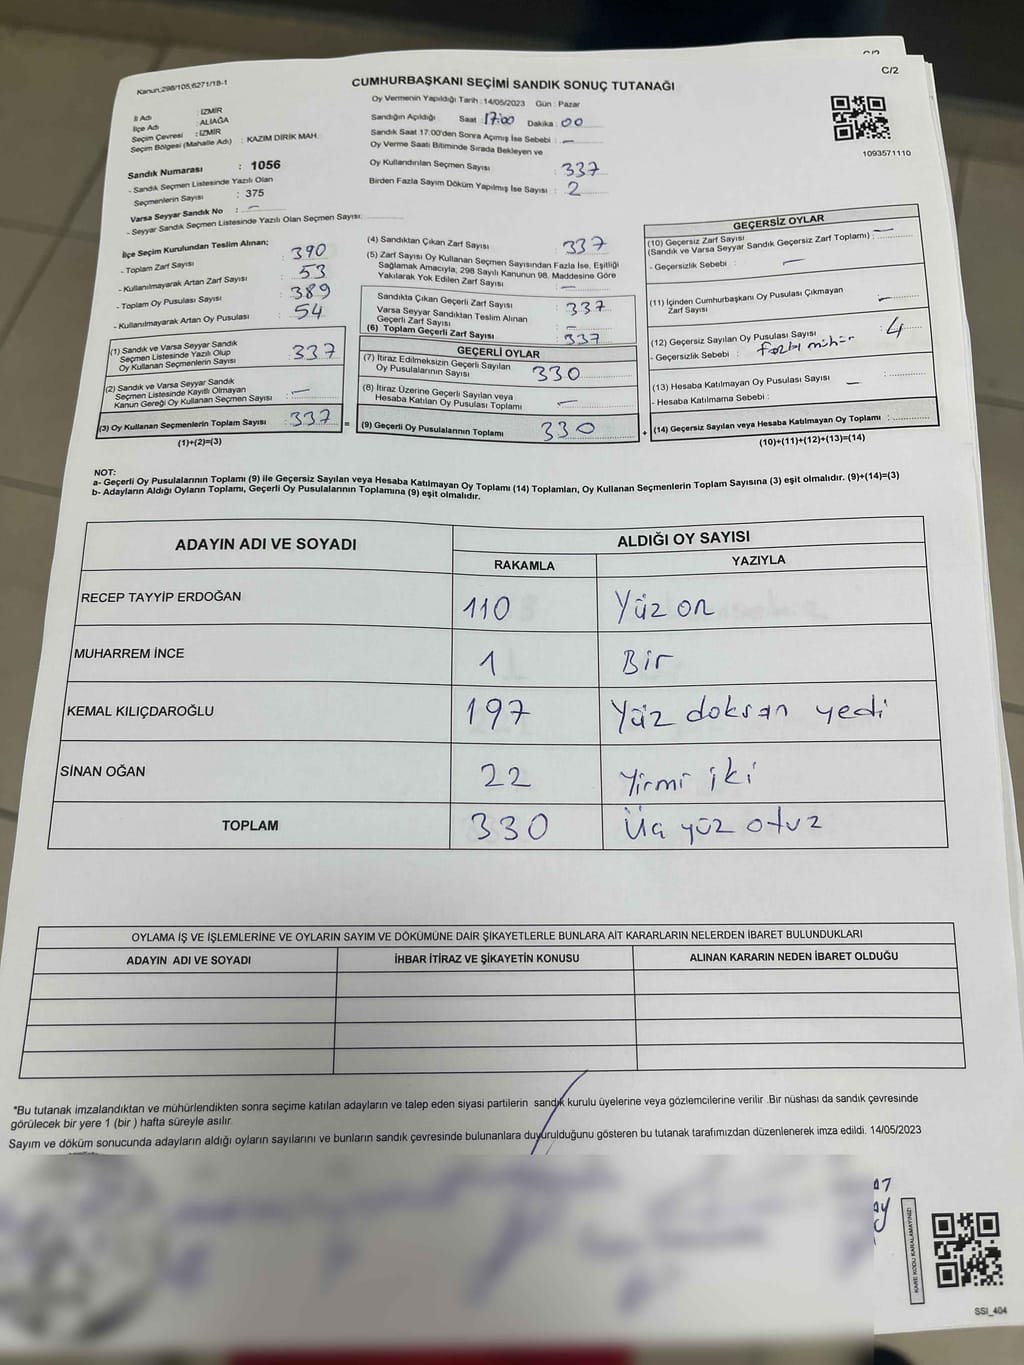 C/2
C/2
Kanun;298/105,6271/18-1
CUMHURBAŞKANI SEÇİMİ SANDIK SONUÇ TUTANAĞI
1093571110
İl Adı : İZMİR
İlçe Adı : ALİAĞA
Seçim Çevresi : İZMİR
Seçim Bölgesi (Mahalle Adı) : KAZIM DİRİK MAH.
Sandık Numarası : 1056
- Sandık Seçmen Listesinde Yazılı Olan
Seçmenlerin Sayısı : 375
Varsa Seyyar Sandık No : —
- Seyyar Sandık Seçmen Listesinde Yazılı Olan Seçmen Sayısı:
Oy Vermenin Yapıldığı Tarih : 14/05/2023 Gün : Pazar
Sandığın Açıldığı Saat : 17:00 Dakika : 00
Sandık Saat 17:00'den Sonra Açımış İse Sebebi : —
Oy Verme Saati Bitiminde Sırada Bekleyen ve
Oy Kullandırılan Seçmen Sayısı : 337
Birden Fazla Sayım Döküm Yapılmış İse Sayısı : 2
İlçe Seçim Kurulundan Teslim Alınan;
- Toplam Zarf Sayısı : 390
- Kullanılmayarak Artan Zarf Sayısı : 53
- Toplam Oy Pusulası Sayısı : 389
- Kullanılmayarak Artan Oy Pusulası : 54
(1) Sandık ve Varsa Seyyar Sandık
Seçmen Listesinde Yazılı Olup
Oy Kullanan Seçmenlerin Sayısı : 337
(2) Sandık ve Varsa Seyyar Sandık
Seçmen Listesinde Kayıtlı Olmayan
Kanun Gereği Oy Kullanan Seçmen Sayısı : —
(3) Oy Kullanan Seçmenlerin Toplam Sayısı : 337 =
(1)+(2)=(3)
(4) Sandıktan Çıkan Zarf Sayısı : 337
(5) Zarf Sayısı Oy Kullanan Seçmen Sayısından Fazla İse, Eşitliği
Sağlamak Amacıyla, 298 Sayılı Kanunun 98. Maddesine Göre
Yakılarak Yok Edilen Zarf Sayısı : —
Sandıkta Çıkan Geçerli Zarf Sayısı : 337
Varsa Seyyar Sandıktan Teslim Alınan
Geçerli Zarf Sayısı : —
(6) Toplam Geçerli Zarf Sayısı : 337
GEÇERLİ OYLAR
(7) İtiraz Edilmeksizin Geçerli Sayılan
Oy Pusulalarının Sayısı 330
(8) İtiraz Üzerine Geçerli Sayılan veya
Hesaba Katılan Oy Pusulası Toplamı —
(9) Geçerli Oy Pusulalarının Toplamı 330 +
GEÇERSİZ OYLAR
(10) Geçersiz Zarf Sayısı
(Sandık ve Varsa Seyyar Sandık Geçersiz Zarf Toplamı) : —
- Geçersizlik Sebebi : —
(11) İçinden Cumhurbaşkanı Oy Pusulası Çıkmayan
Zarf Sayısı : —
(12) Geçersiz Sayılan Oy Pusulası Sayısı : 4
- Geçersizlik Sebebi : fazla mühür
(13) Hesaba Katılmayan Oy Pusulası Sayısı : —
- Hesaba Katılmama Sebebi :
(14) Geçersiz Sayılan veya Hesaba Katılmayan Oy Toplamı :
(10)+(11)+(12)+(13)=(14)
NOT:
a- Geçerli Oy Pusulalarının Toplamı (9) ile Geçersiz Sayılan veya Hesaba Katılmayan Oy Toplamı (14) Toplamları, Oy Kullanan Seçmenlerin Toplam Sayısına (3) eşit olmalıdır. (9)+(14)=(3)
b- Adayların Aldığı Oyların Toplamı, Geçerli Oy Pusulalarının Toplamına (9) eşit olmalıdır.
ADAYIN ADI VE SOYADI
ALDIĞI OY SAYISI
RAKAMLA YAZIYLA
RECEP TAYYİP ERDOĞAN 110 Yüz on
MUHARREM İNCE 1 Bir
KEMAL KILIÇDAROĞLU 197 Yüz doksan yedi
SİNAN OĞAN 22 Yirmi iki
TOPLAM 330 Üç yüz otuz
OYLAMA İŞ VE İŞLEMLERİNE VE OYLARIN SAYIM VE DÖKÜMÜNE DAİR ŞİKAYETLERLE BUNLARA AİT KARARLARIN NELERDEN İBARET BULUNDUKLARI
ADAYIN ADI VE SOYADI İHBAR İTİRAZ VE ŞİKAYETİN KONUSU ALINAN KARARIN NEDEN İBARET OLDUĞU
*Bu tutanak imzalandıktan ve mühürlendikten sonra seçime katılan adayların ve talep eden siyasi partilerin sandık kurulu üyelerine veya gözlemcilerine verilir .Bir nüshası da sandık çevresinde
görülecek bir yere 1 (bir ) hafta süreyle asılır.
Sayım ve döküm sonucunda adayların aldığı oyların sayılarını ve bunların sandık çevresinde bulunanlara duyurulduğunu gösteren bu tutanak tarafımızdan düzenlenerek imza edildi. 14/05/2023
KARE KODU KARALAMAYINIZ!
SSI_404